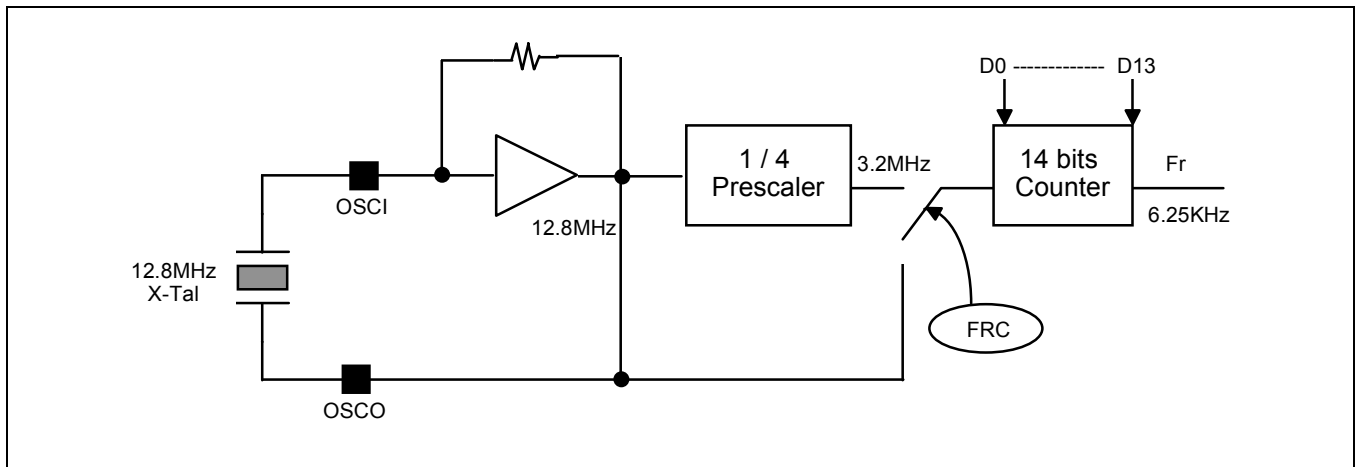 D0 ------------- D13
OSCI
12.8MHz
1 / 4
Prescaler
3.2MHz
14 bits
Counter
Fr
6.25KHz
12.8MHz
X-Tal
FRC
OSCO